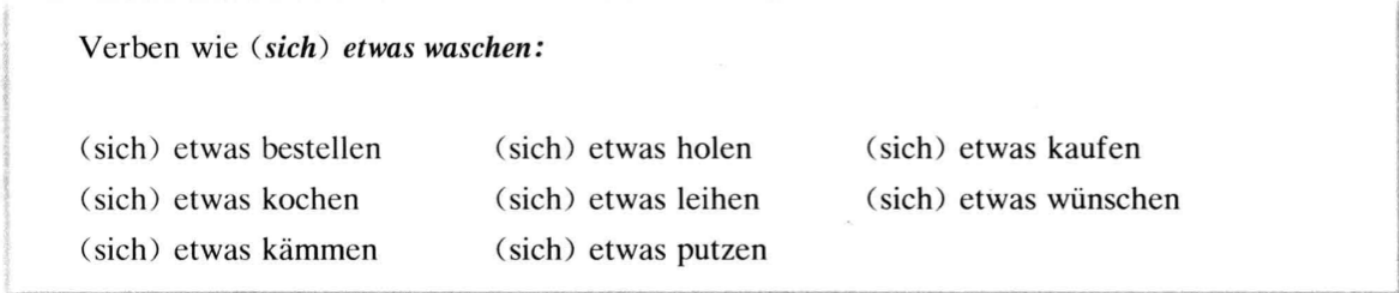 Verben wie (sich) etwas waschen:
(sich) etwas bestellen (sich) etwas holen (sich) etwas kaufen
(sich) etwas kochen (sich) etwas leihen (sich) etwas wünschen
(sich) etwas kämmen (sich) etwas putzen